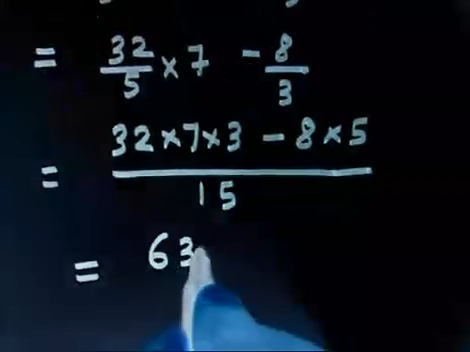 = 32/5 × 7 - 8/3
= 32×7×3 - 8×5 / 15
= 63